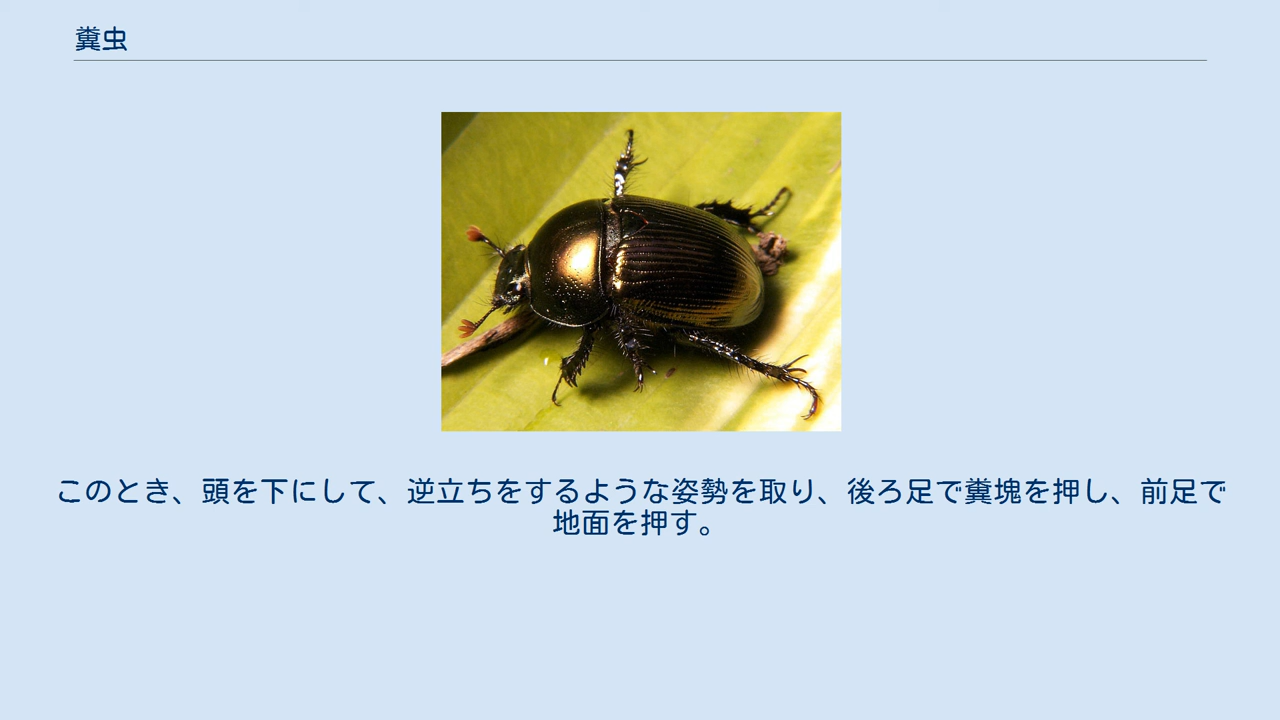 糞虫
このとき、頭を下にして、逆立ちをするような姿勢を取り、後ろ足で糞塊を押し、前足で
地面を押す。